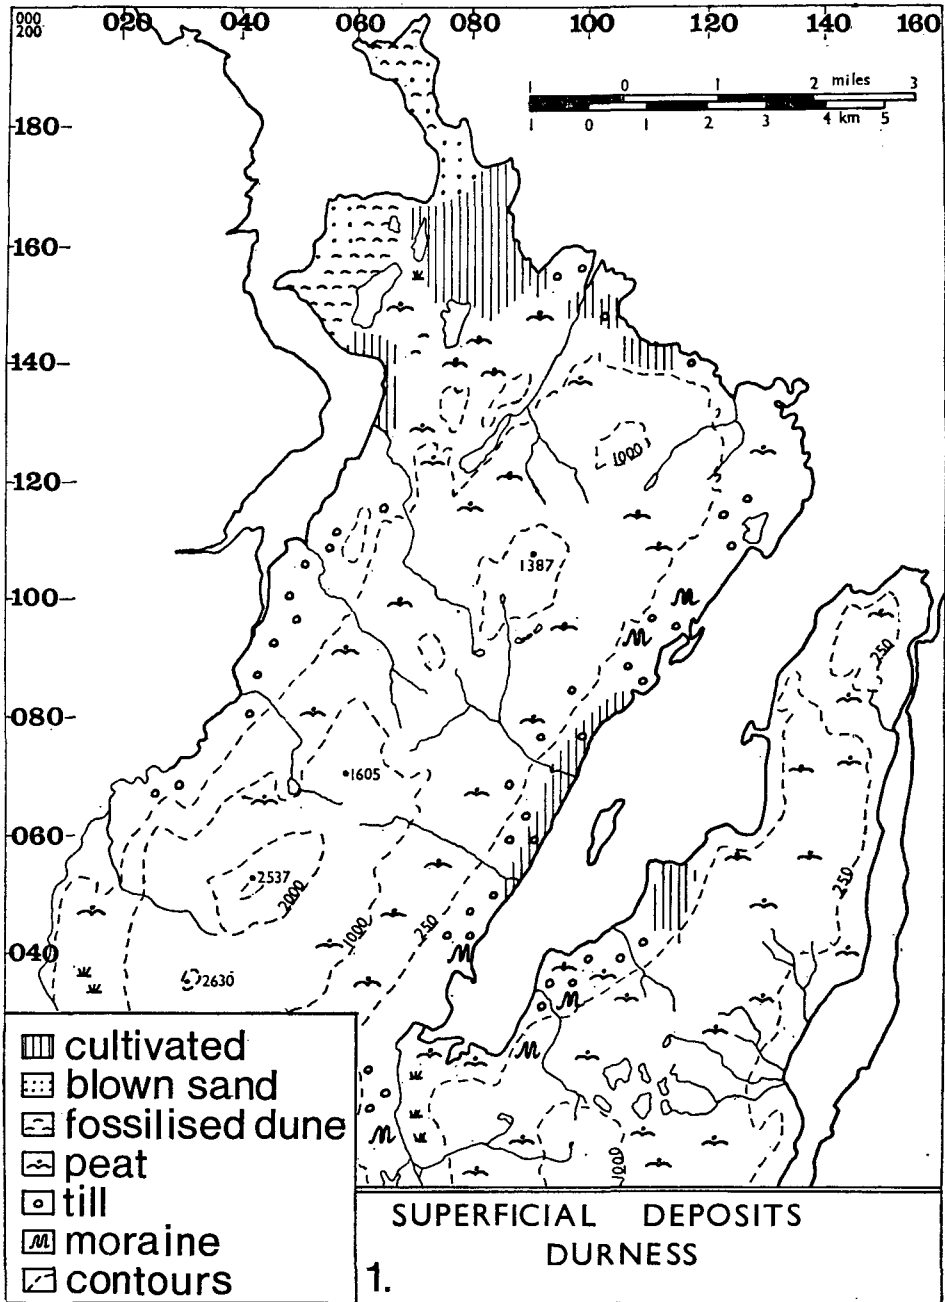 000
200
020 040 060 080 100 120 140 160
1 0 1 2 miles 3
1 0 1 2 3 4 km 5
180
160
140
1000
120
1387
100
250
080
1605
060
2537
2000
250
1000
250
040
2630
1000
cultivated
blown sand
fossilised dune
peat
till
moraine
contours
SUPERFICIAL DEPOSITS
DURNESS
1.